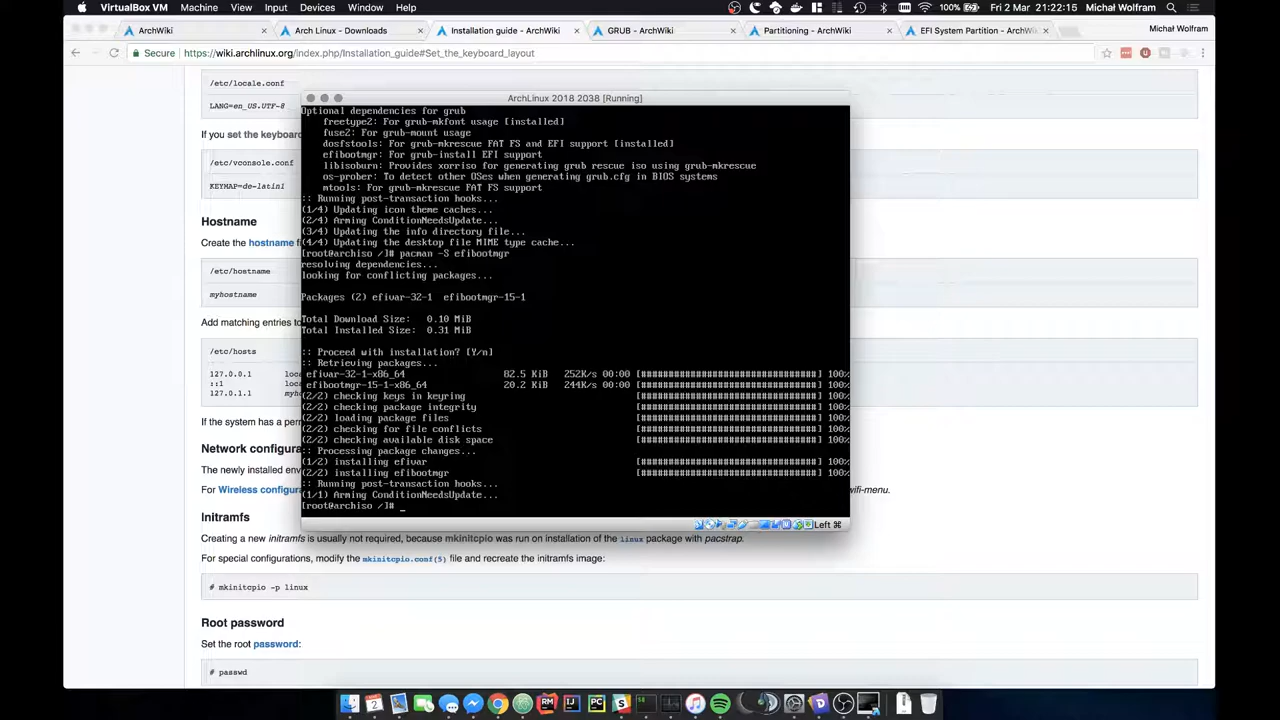 VirtualBox VM Machine View Input Devices Window Help 100% Fri 2 Mar 21:22:15 Michał Wolfram
ArchWiki × Arch Linux - Downloads × Installation guide - ArchWiki × GRUB - ArchWiki × Partitioning - ArchWiki × EFI System Partition - ArchWiki × Michał Wolfram
Secure https://wiki.archlinux.org/index.php/Installation_guide#Set_the_keyboard_layout
/etc/locale.conf
LANG=en_US.UTF-8
If you set the keyboar
/etc/vconsole.conf
KEYMAP=de-latin1
Hostname
Create the hostname f
/etc/hostname
myhostname
Add matching entries to
/etc/hosts
127.0.0.1 loc
::1 loc
127.0.1.1 myh
If the system has a perm
Network configura
The newly installed env
For Wireless configura
ArchLinux 2018 2038 [Running]
Optional dependencies for grub
freetype2: For grub-mkfont usage [installed]
fuse2: For grub-mount usage
dosfstools: For grub-mkrescue FAT FS and EFI support [installed]
efibootmgr: For grub-install EFI support
libisoburn: Provides xorriso for generating grub rescue iso using grub-mkrescue
os-prober: To detect other OSes when generating grub.cfg in BIOS systems
mtools: For grub-mkrescue FAT FS support
:: Running post-transaction hooks...
(1/4) Updating icon theme caches...
(2/4) Arming ConditionNeedsUpdate...
(3/4) Updating the info directory file...
(4/4) Updating the desktop file MIME type cache...
[root@archiso /]# pacman -S efibootmgr
resolving dependencies...
looking for conflicting packages...
Packages (2) efivar-32-1 efibootmgr-15-1
Total Download Size: 0.10 MiB
Total Installed Size: 0.31 MiB
:: Proceed with installation? [Y/n]
:: Retrieving packages...
efivar-32-1-x86_64 82.5 KiB 252K/s 00:00 [################################] 100%
efibootmgr-15-1-x86_64 20.2 KiB 244K/s 00:00 [################################] 100%
(2/2) checking keys in keyring [################################] 100%
(2/2) checking package integrity [################################] 100%
(2/2) loading package files [################################] 100%
(2/2) checking for file conflicts [################################] 100%
(2/2) checking available disk space [################################] 100%
:: Processing package changes...
(1/2) installing efivar [################################] 100%
(2/2) installing efibootmgr [################################] 100%
:: Running post-transaction hooks...
(1/1) Arming ConditionNeedsUpdate...
[root@archiso /]# _
Left ⌘
wifi-menu.
Initramfs
Creating a new initramfs is usually not required, because mkinitcpio was run on installation of the linux package with pacstrap.
For special configurations, modify the mkinitcpio.conf(5) file and recreate the initramfs image:
# mkinitcpio -p linux
Root password
Set the root password:
# passwd